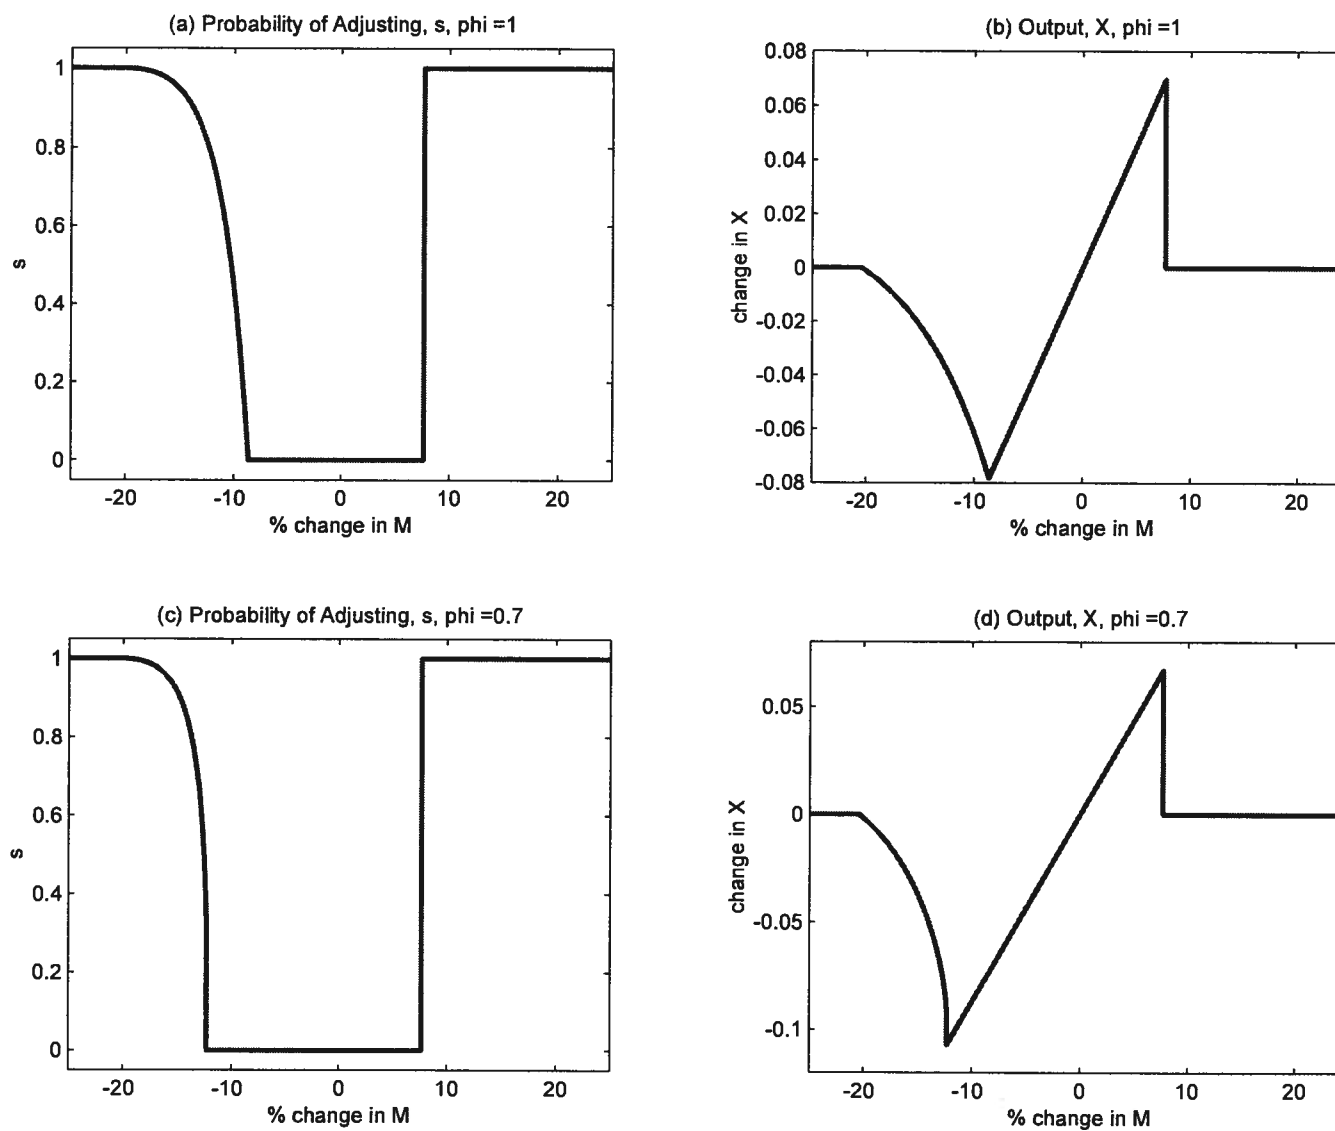 (a) Probability of Adjusting, s, phi =1
1
0.8
0.6
0.4
0.2
0
s
-20 -10 0 10 20
% change in M
(b) Output, X, phi =1
0.08
0.06
0.04
0.02
0
-0.02
-0.04
-0.06
-0.08
change in X
-20 -10 0 10 20
% change in M
(c) Probability of Adjusting, s, phi =0.7
1
0.8
0.6
0.4
0.2
0
s
-20 -10 0 10 20
% change in M
(d) Output, X, phi =0.7
0.05
0
-0.05
-0.1
change in X
-20 -10 0 10 20
% change in M